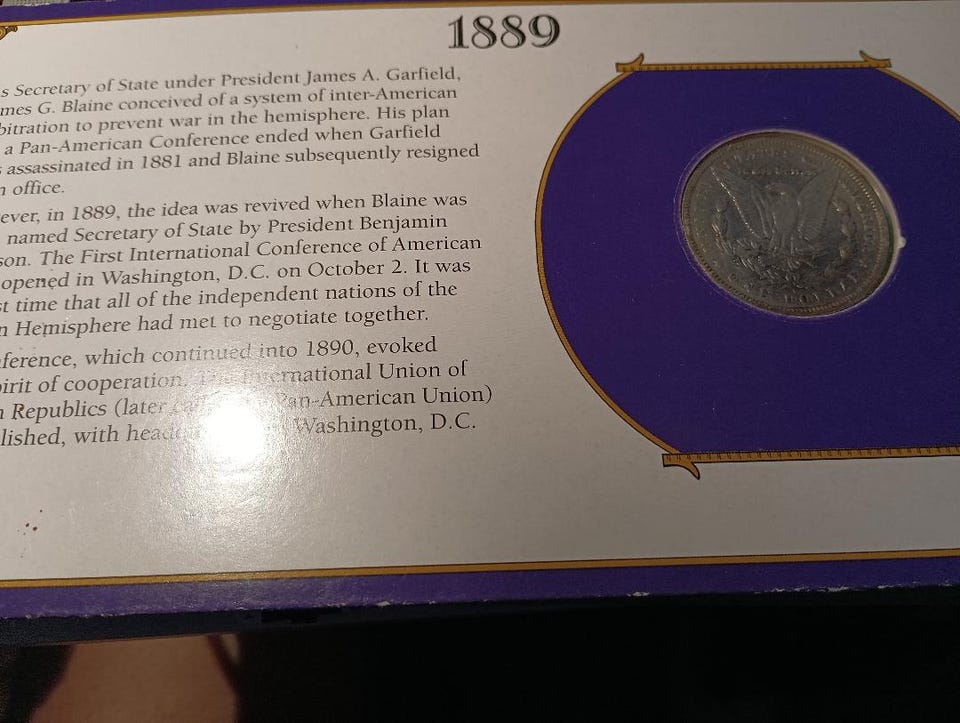 1889
s Secretary of State under President James A. Garfield,
mes G. Blaine conceived of a system of inter-American
bitration to prevent war in the hemisphere. His plan
a Pan-American Conference ended when Garfield
s assassinated in 1881 and Blaine subsequently resigned
n office.
ever, in 1889, the idea was revived when Blaine was
named Secretary of State by President Benjamin
son. The First International Conference of American
opened in Washington, D.C. on October 2. It was
st time that all of the independent nations of the
n Hemisphere had met to negotiate together.
ference, which continued into 1890, evoked
irit of cooperation. The International Union of
n Republics (later Pan-American Union)
lished, with Washington, D.C.